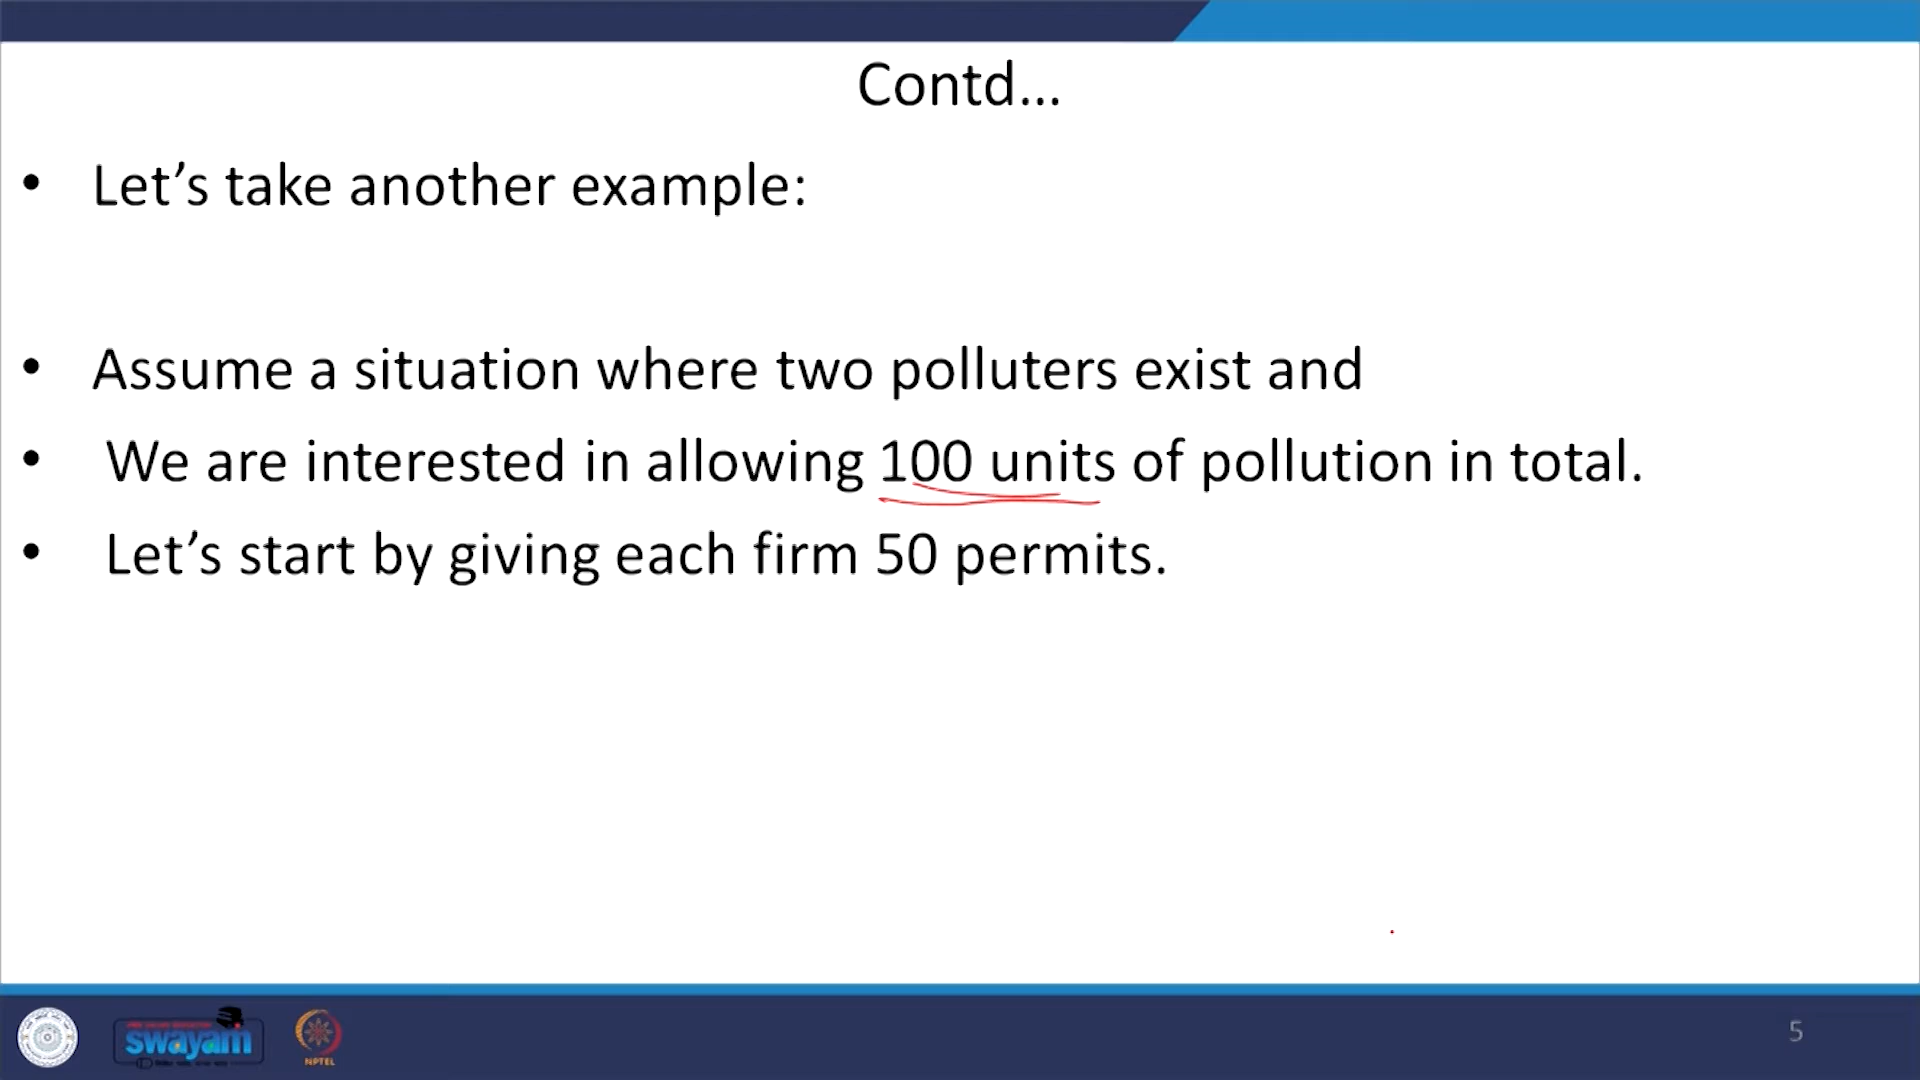 Contd...
• Let's take another example:
• Assume a situation where two polluters exist and
• We are interested in allowing 100 units of pollution in total.
• Let's start by giving each firm 50 permits.
swayam
NPTEL
5